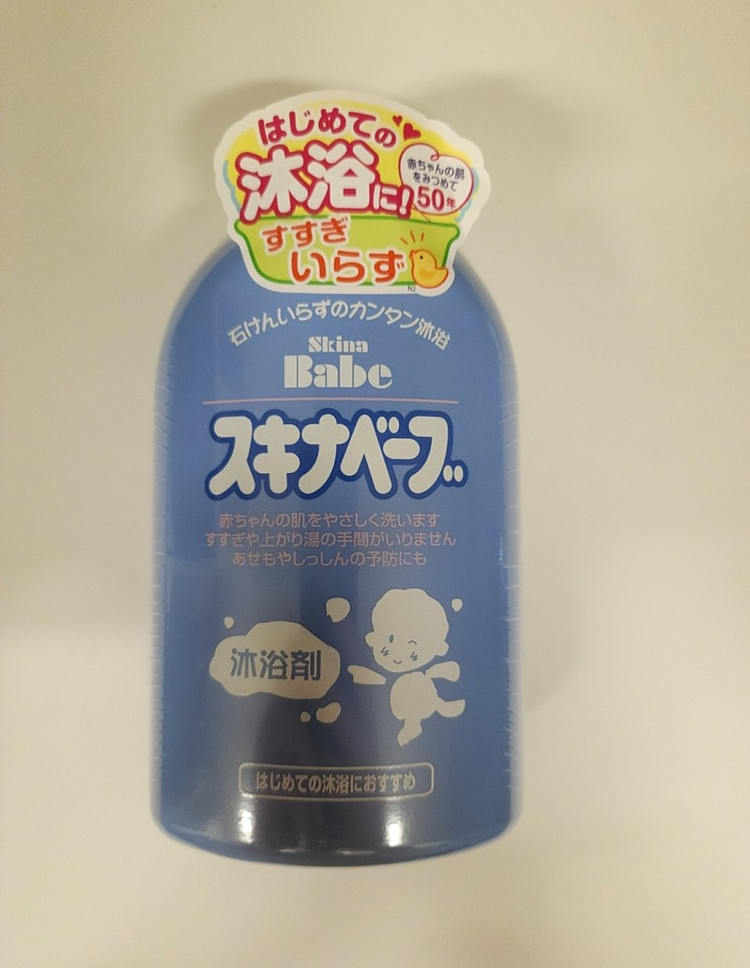 はじめての
沐浴に!
赤ちゃんの肌
をみつめて
50年
すすぎ
いらず
石けんいらずのカンタン沐浴
Skina
Babe
スキナベーブ
赤ちゃんの肌をやさしく洗います
すすぎや上がり湯の手間がいりません
あせもやしっしんの予防にも
沐浴剤
はじめての沐浴におすすめ